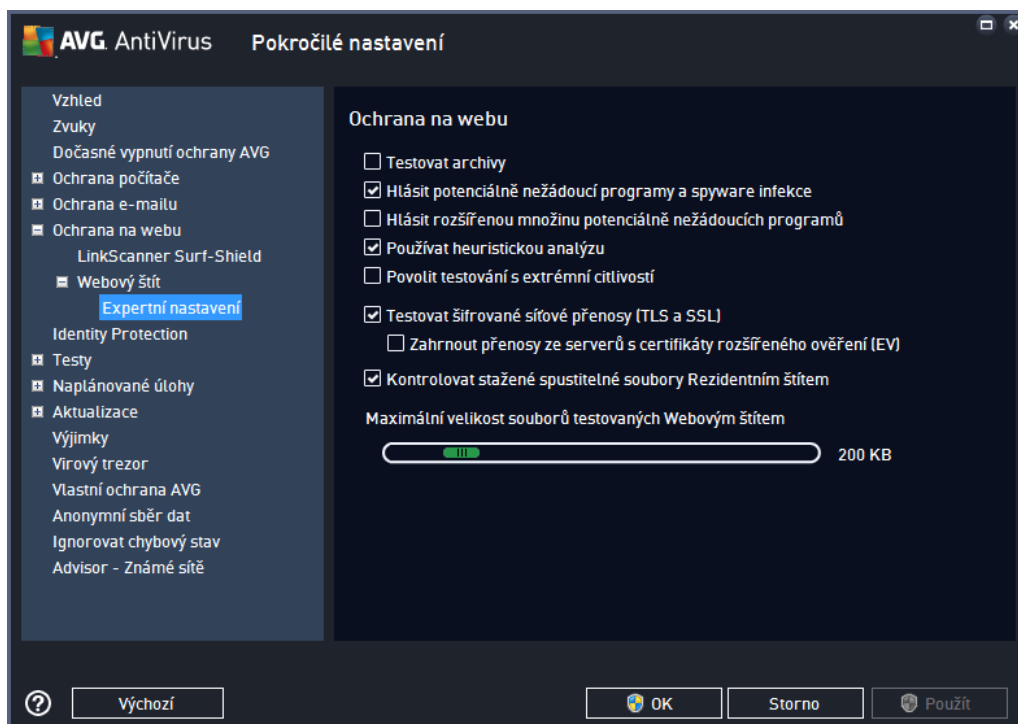 AVG. AntiVirus Pokročilé nastavení
Vzhled
Zvuky
Dočasné vypnutí ochrany AVG
Ochrana počítače
Ochrana e-mailu
Ochrana na webu
LinkScanner Surf-Shield
Webový štít
Expertní nastavení
Identity Protection
Testy
Naplánované úlohy
Aktualizace
Výjimky
Virový trezor
Vlastní ochrana AVG
Anonymní sběr dat
Ignorovat chybový stav
Advisor - Známé sítě
Ochrana na webu
Testovat archivy
Hlásit potenciálně nežádoucí programy a spyware infekce
Hlásit rozšířenou množinu potenciálně nežádoucích programů
Používat heuristickou analýzu
Povolit testování s extrémní citlivostí
Testovat šifrované síťové přenosy (TLS a SSL)
Zahrnout přenosy ze serverů s certifikáty rozšířeného ověření (EV)
Kontrolovat stažené spustitelné soubory Rezidentním štítem
Maximální velikost souborů testovaných Webovým štítem
200 KB
? Výchozí OK Storno Použít